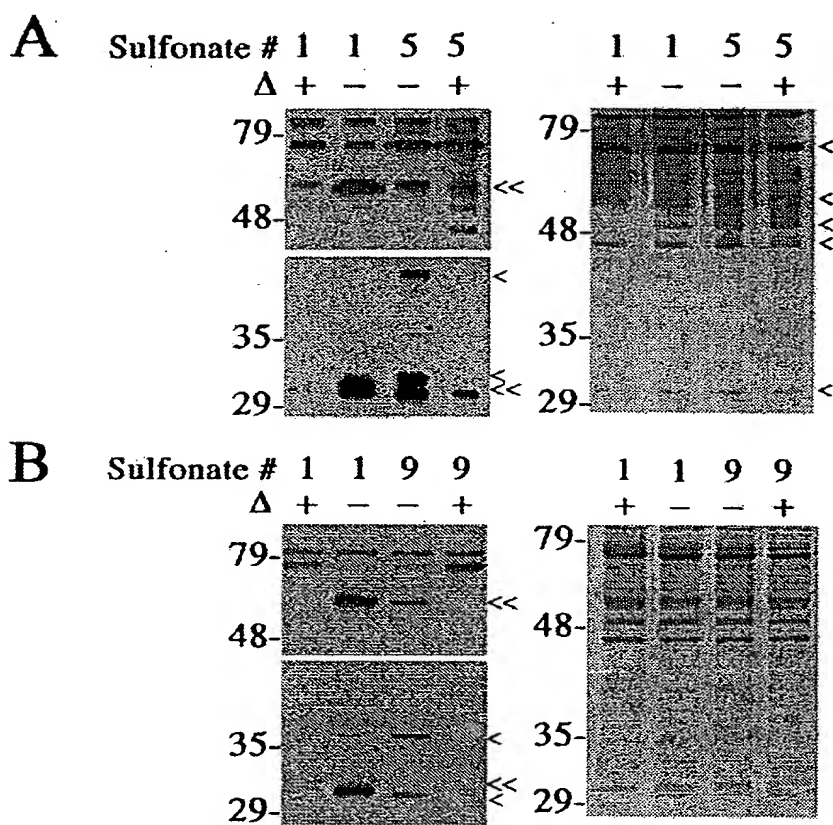 A
Sulfonate # 1 1 5 5 1 1 5 5
Δ + − − + + − − +
79- 79- <
<<  <
48- 48- <
<
<
35- 35-
<
<< <
29- 29-
B
Sulfonate # 1 1 9 9 1 1 9 9
Δ + − − + + − − +
79- 79-
<<
48- 48-
35- < 35-
<<
<
29- 29-